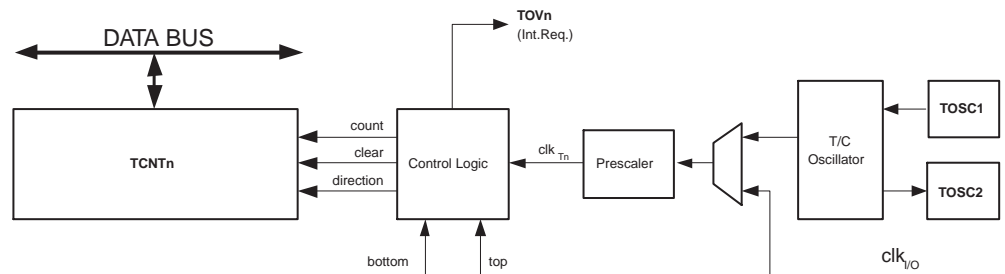 TOVn
(Int.Req.)
DATA BUS
TCNTn
count
clear
direction
Control Logic
clk Tn
Prescaler
T/C
Oscillator
TOSC1
TOSC2
bottom
top
clk I/O